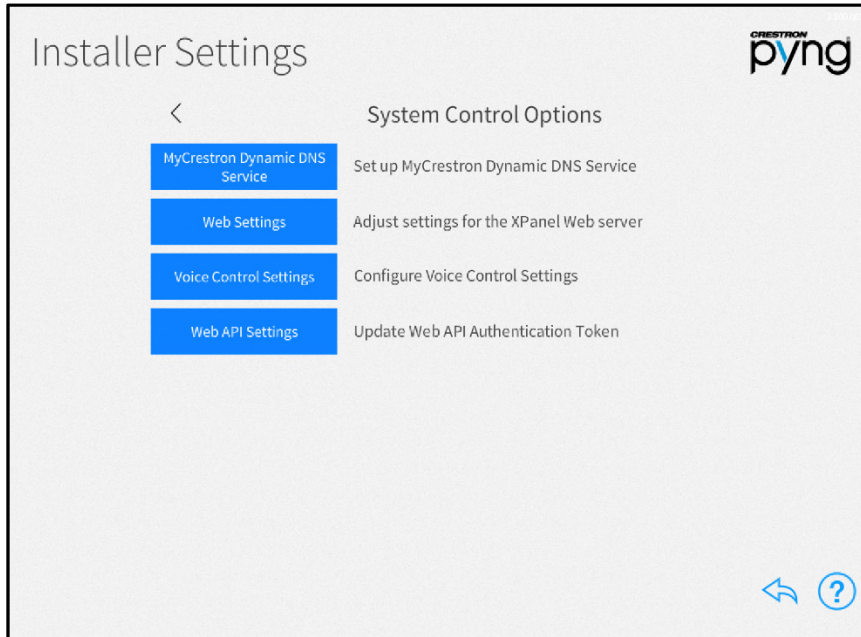 Installer Settings
CRESTRON
pyng
System Control Options
MyCrestron Dynamic DNS
Service
Set up MyCrestron Dynamic DNS Service
Web Settings
Adjust settings for the XPanel Web server
Voice Control Settings
Configure Voice Control Settings
Web API Settings
Update Web API Authentication Token
?